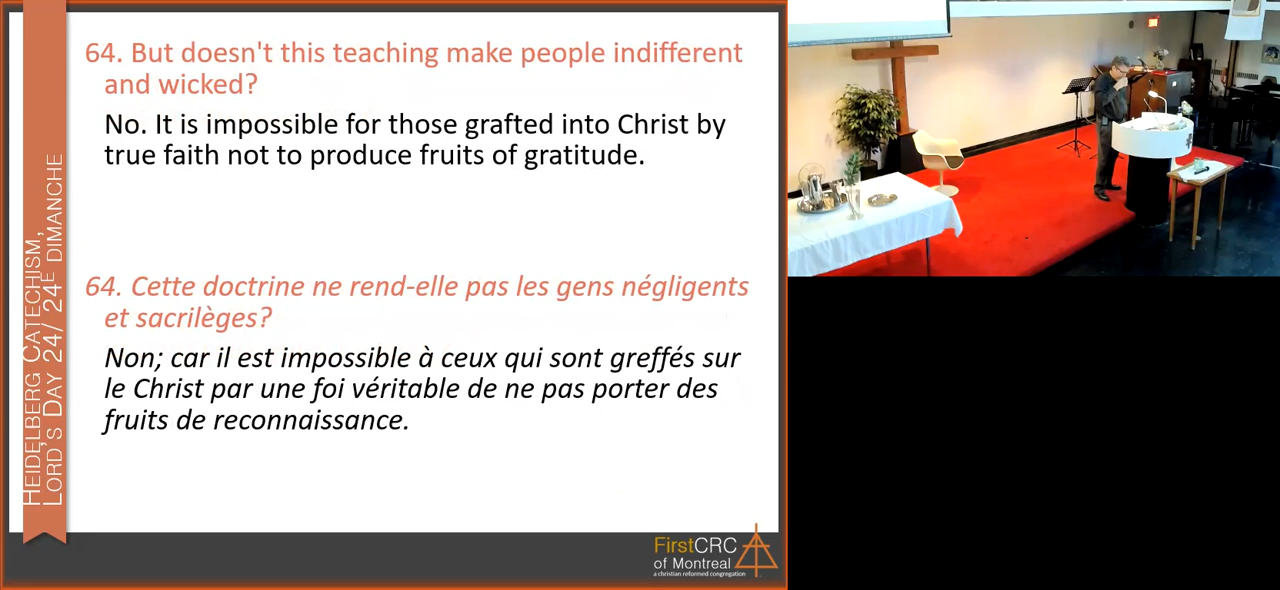 64. But doesn't this teaching make people indifferent
and wicked?
No. It is impossible for those grafted into Christ by
true faith not to produce fruits of gratitude.
64. Cette doctrine ne rend-elle pas les gens négligents
et sacrilèges?
Non; car il est impossible à ceux qui sont greffés sur
le Christ par une foi véritable de ne pas porter des
fruits de reconnaissance.
HEIDELBERG CATECHISM,
LORD'S DAY 24/ 24E DIMANCHE
FirstCRC
of Montreal
a christian reformed congregation